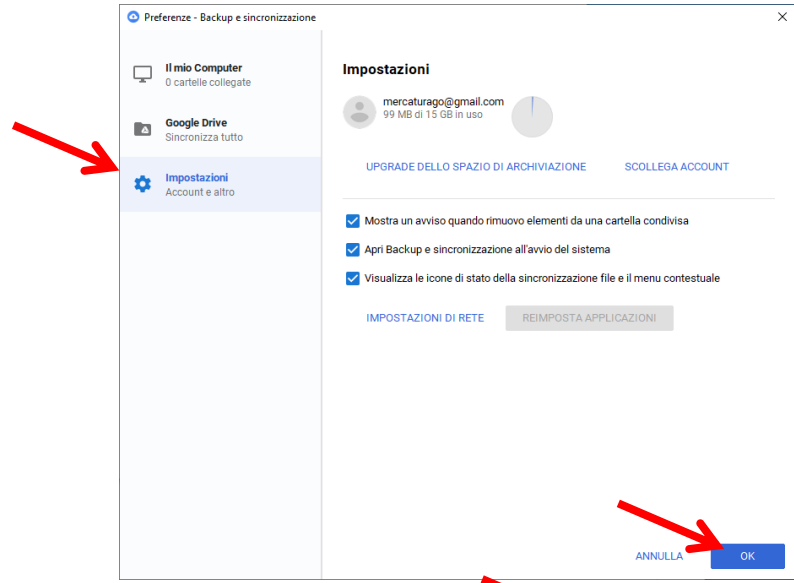 Preferenze - Backup e sincronizzazione
Il mio Computer
0 cartelle collegate
Google Drive
Sincronizza tutto
Impostazioni
Account e altro
Impostazioni
mercaturago@gmail.com
99 MB di 15 GB in uso
UPGRADE DELLO SPAZIO DI ARCHIVIAZIONE SCOLLEGA ACCOUNT
Mostra un avviso quando rimuovo elementi da una cartella condivisa
Apri Backup e sincronizzazione all'avvio del sistema
Visualizza le icone di stato della sincronizzazione file e il menu contestuale
IMPOSTAZIONI DI RETE REIMPOSTA APPLICAZIONI
ANNULLA OK